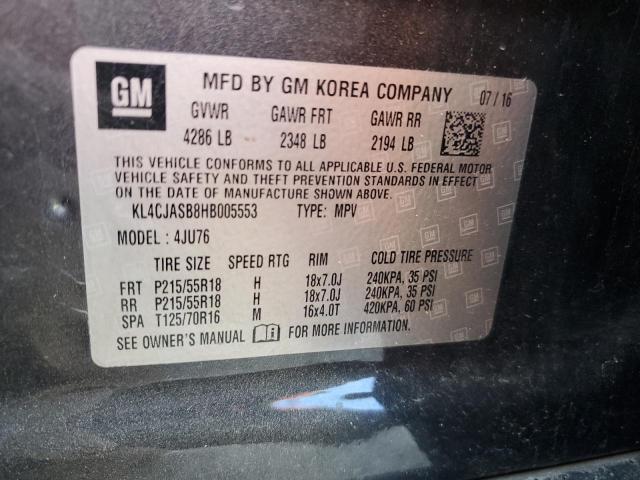 GM MFD BY GM KOREA COMPANY 07/16
GVWR GAWR FRT GAWR RR
4286 LB 2348 LB 2194 LB
THIS VEHICLE CONFORMS TO ALL APPLICABLE U.S. FEDERAL MOTOR
VEHICLE SAFETY AND THEFT PREVENTION STANDARDS IN EFFECT
ON THE DATE OF MANUFACTURE SHOWN ABOVE.
KL4CJASB8HB005553 TYPE: MPV
MODEL: 4JU76
TIRE SIZE SPEED RTG RIM COLD TIRE PRESSURE
FRT P215/55R18 H 18x7.0J 240KPA, 35 PSI
RR P215/55R18 H 18x7.0J 240KPA, 35 PSI
SPA T125/70R16 M 16x4.0T 420KPA, 60 PSI
SEE OWNER'S MANUAL FOR MORE INFORMATION.